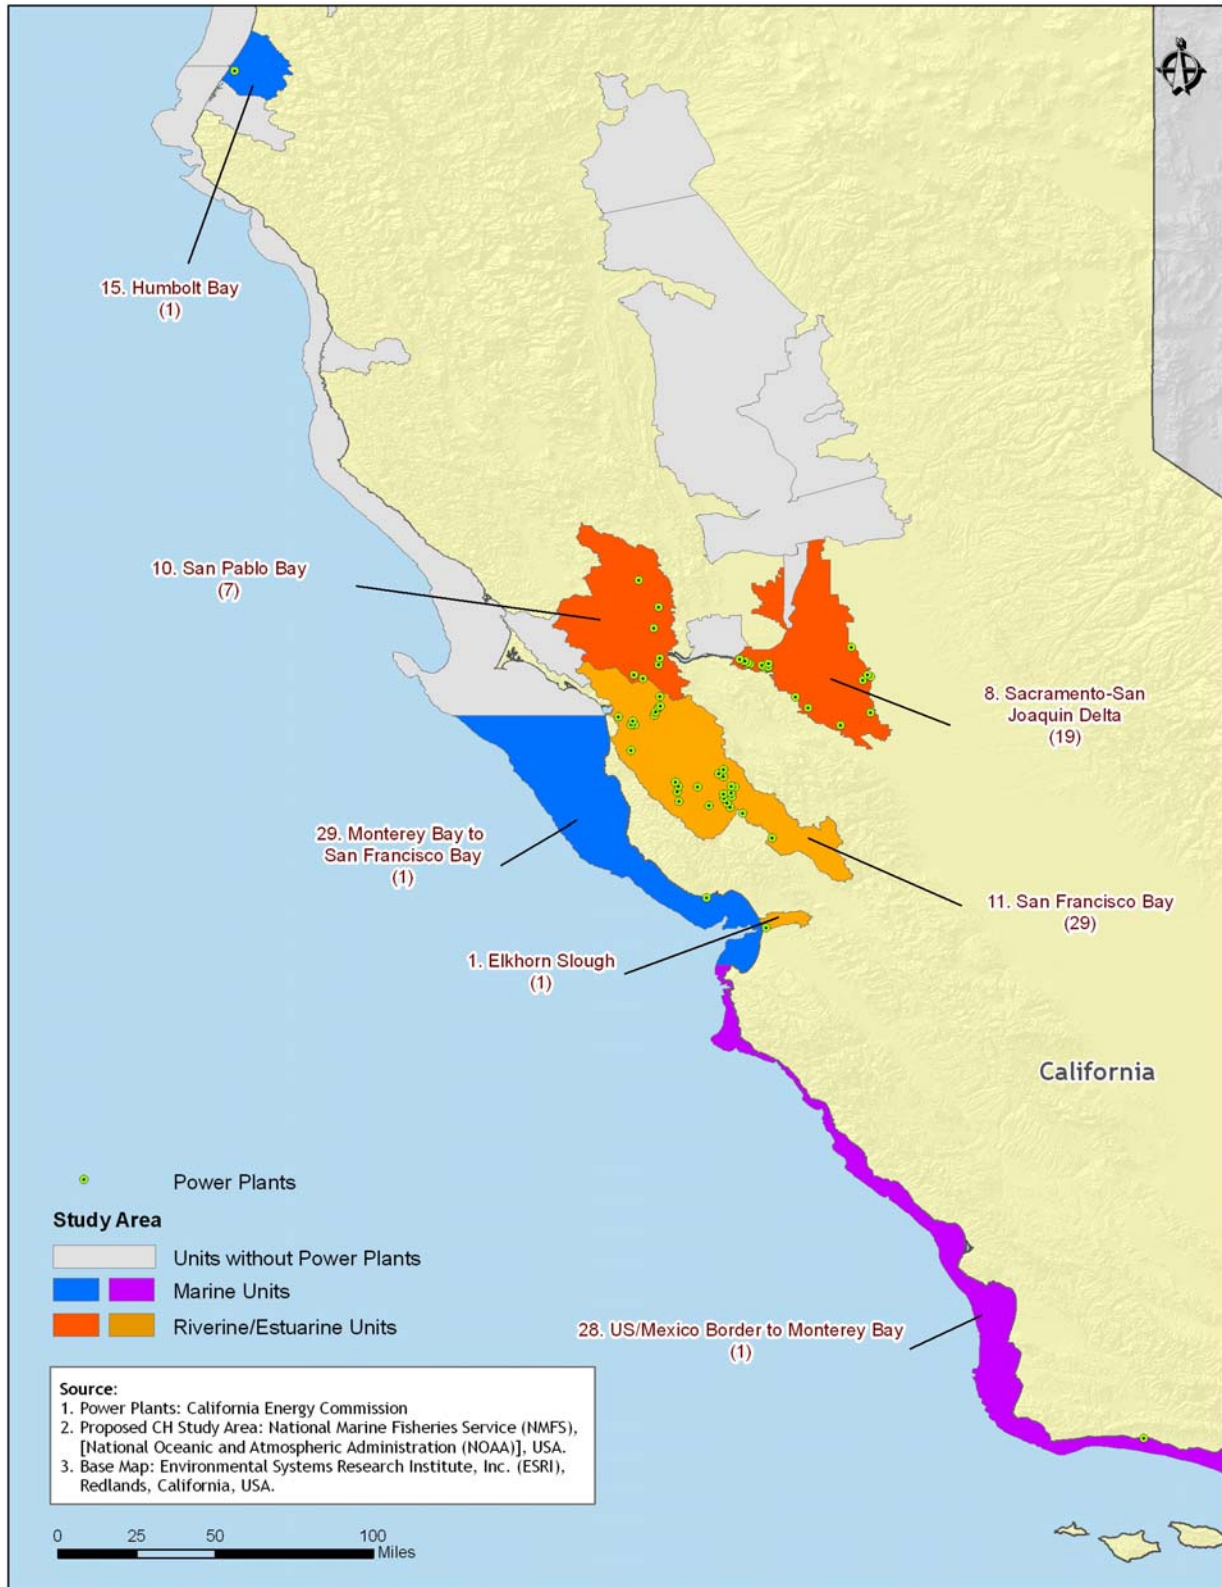 15. Humbolt Bay
(1)
10. San Pablo Bay
(7)
8. Sacramento-San
Joaquin Delta
(19)
29. Monterey Bay to
San Francisco Bay
(1)
11. San Francisco Bay
(29)
1. Elkhorn Slough
(1)
California
28. US/Mexico Border to Monterey Bay
(1)
Power Plants
Study Area
Units without Power Plants
Marine Units
Riverine/Estuarine Units
Source:
1. Power Plants: California Energy Commission
2. Proposed CH Study Area: National Marine Fisheries Service (NMFS),
[National Oceanic and Atmospheric Administration (NOAA)], USA.
3. Base Map: Environmental Systems Research Institute, Inc. (ESRI),
Redlands, California, USA.
0 25 50 100
Miles